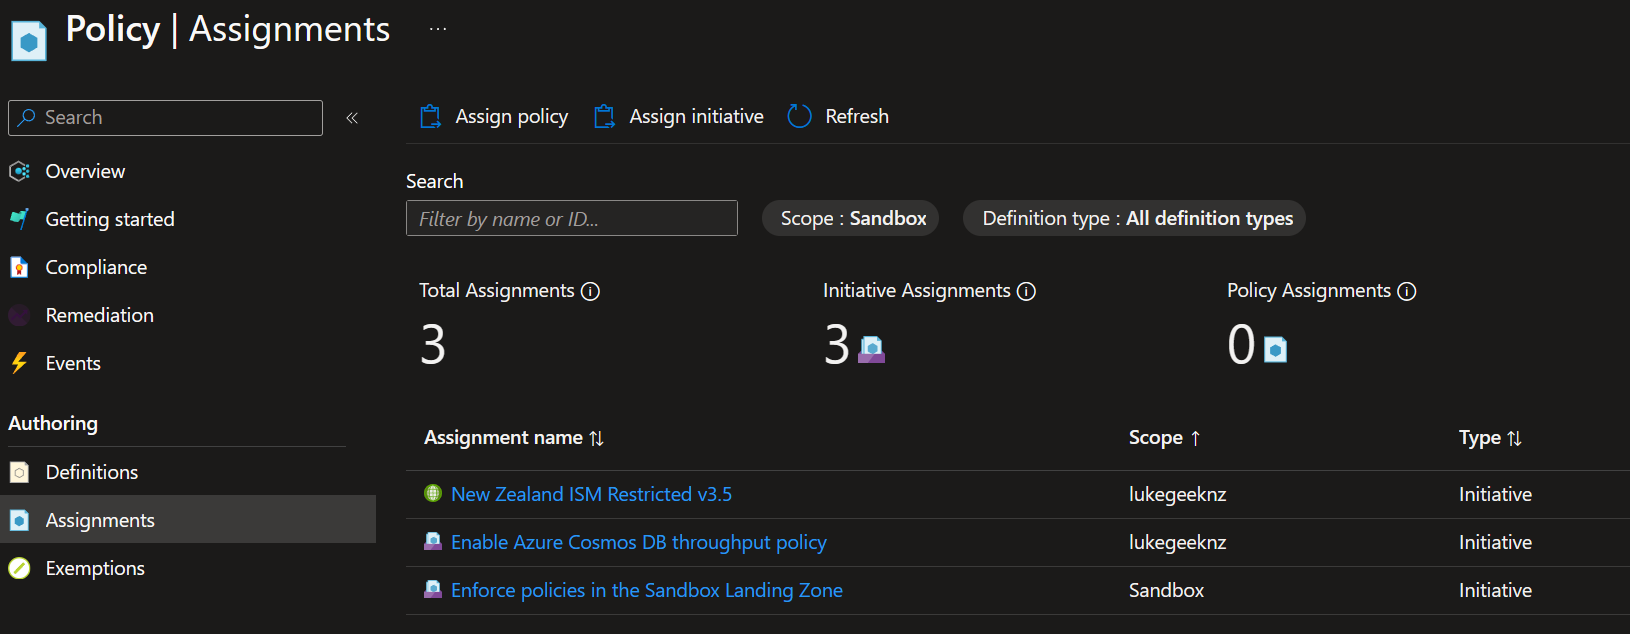 Policy | Assignments ...
Search «
Overview
Getting started
Compliance
Remediation
Events
Authoring
Definitions
Assignments
Exemptions
Assign policy Assign initiative Refresh
Search
Filter by name or ID... Scope : Sandbox Definition type : All definition types
Total Assignments Initiative Assignments Policy Assignments
3 3 0
Assignment name ↑↓ Scope ↑ Type ↑↓
New Zealand ISM Restricted v3.5 lukegeeknz Initiative
Enable Azure Cosmos DB throughput policy lukegeeknz Initiative
Enforce policies in the Sandbox Landing Zone Sandbox Initiative